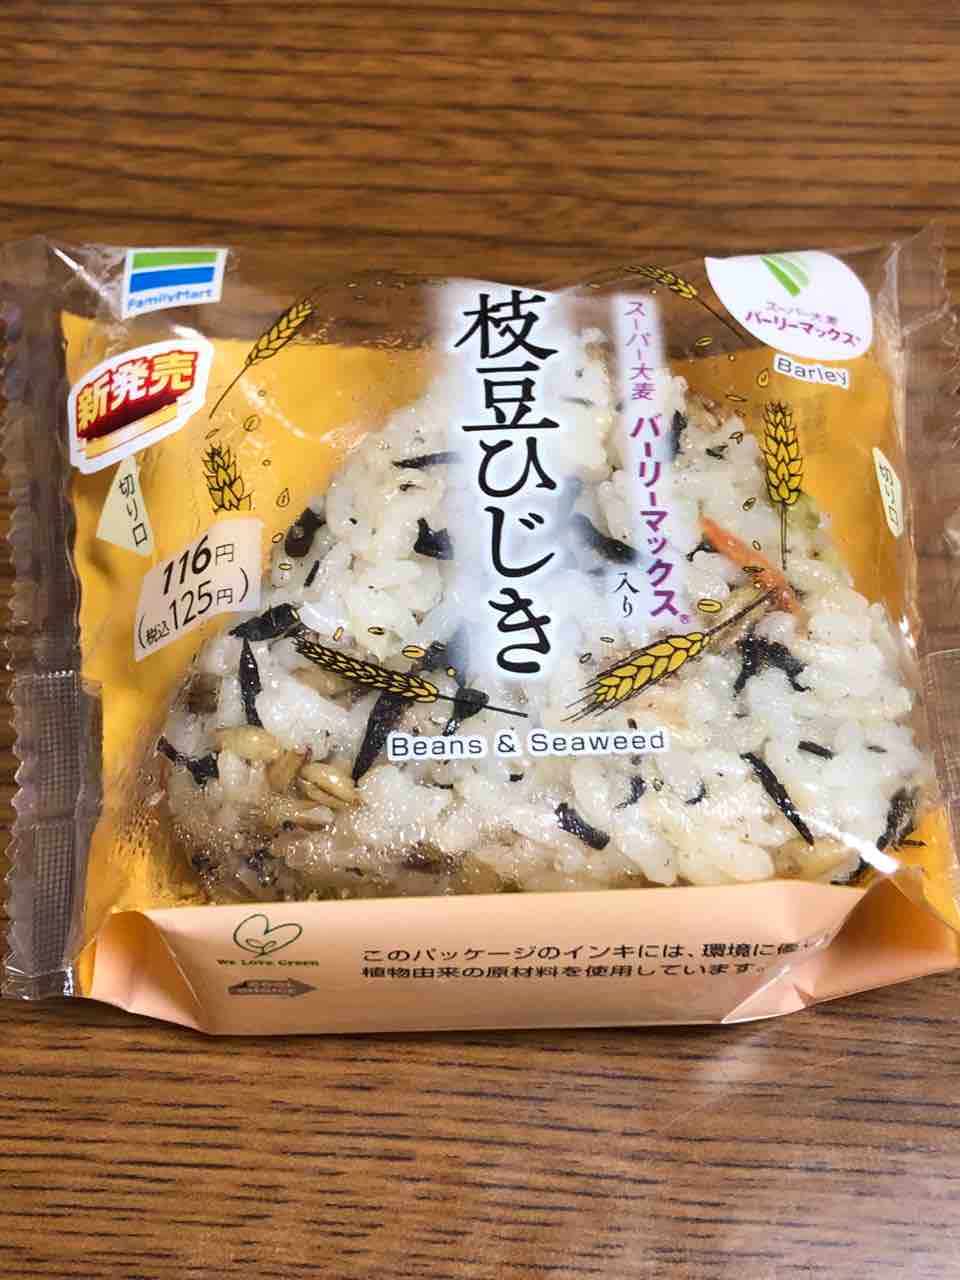 FamilyMart
新発売
切り口
116円
(税込125円)
枝豆ひじき
スーパー大麦 バーリーマックス® 入り
Beans & Seaweed
スーパー大麦
バーリーマックス®
Barley
切り口
We Love Green
このパッケージのインキには、環境に
植物由来の原材料を使用しています。